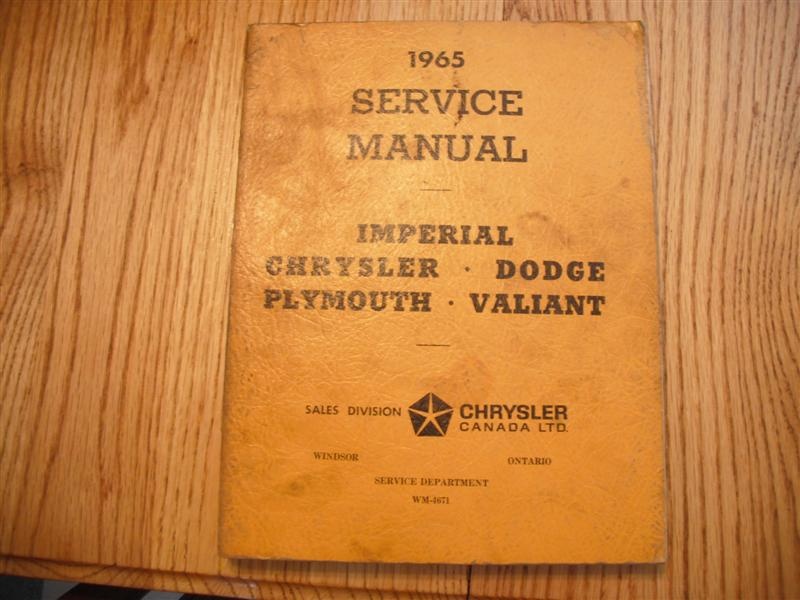 1965
SERVICE
MANUAL
IMPERIAL
CHRYSLER · DODGE
PLYMOUTH · VALIANT
SALES DIVISION CHRYSLER
CANADA LTD.
WINDSOR ONTARIO
SERVICE DEPARTMENT
WM-4671